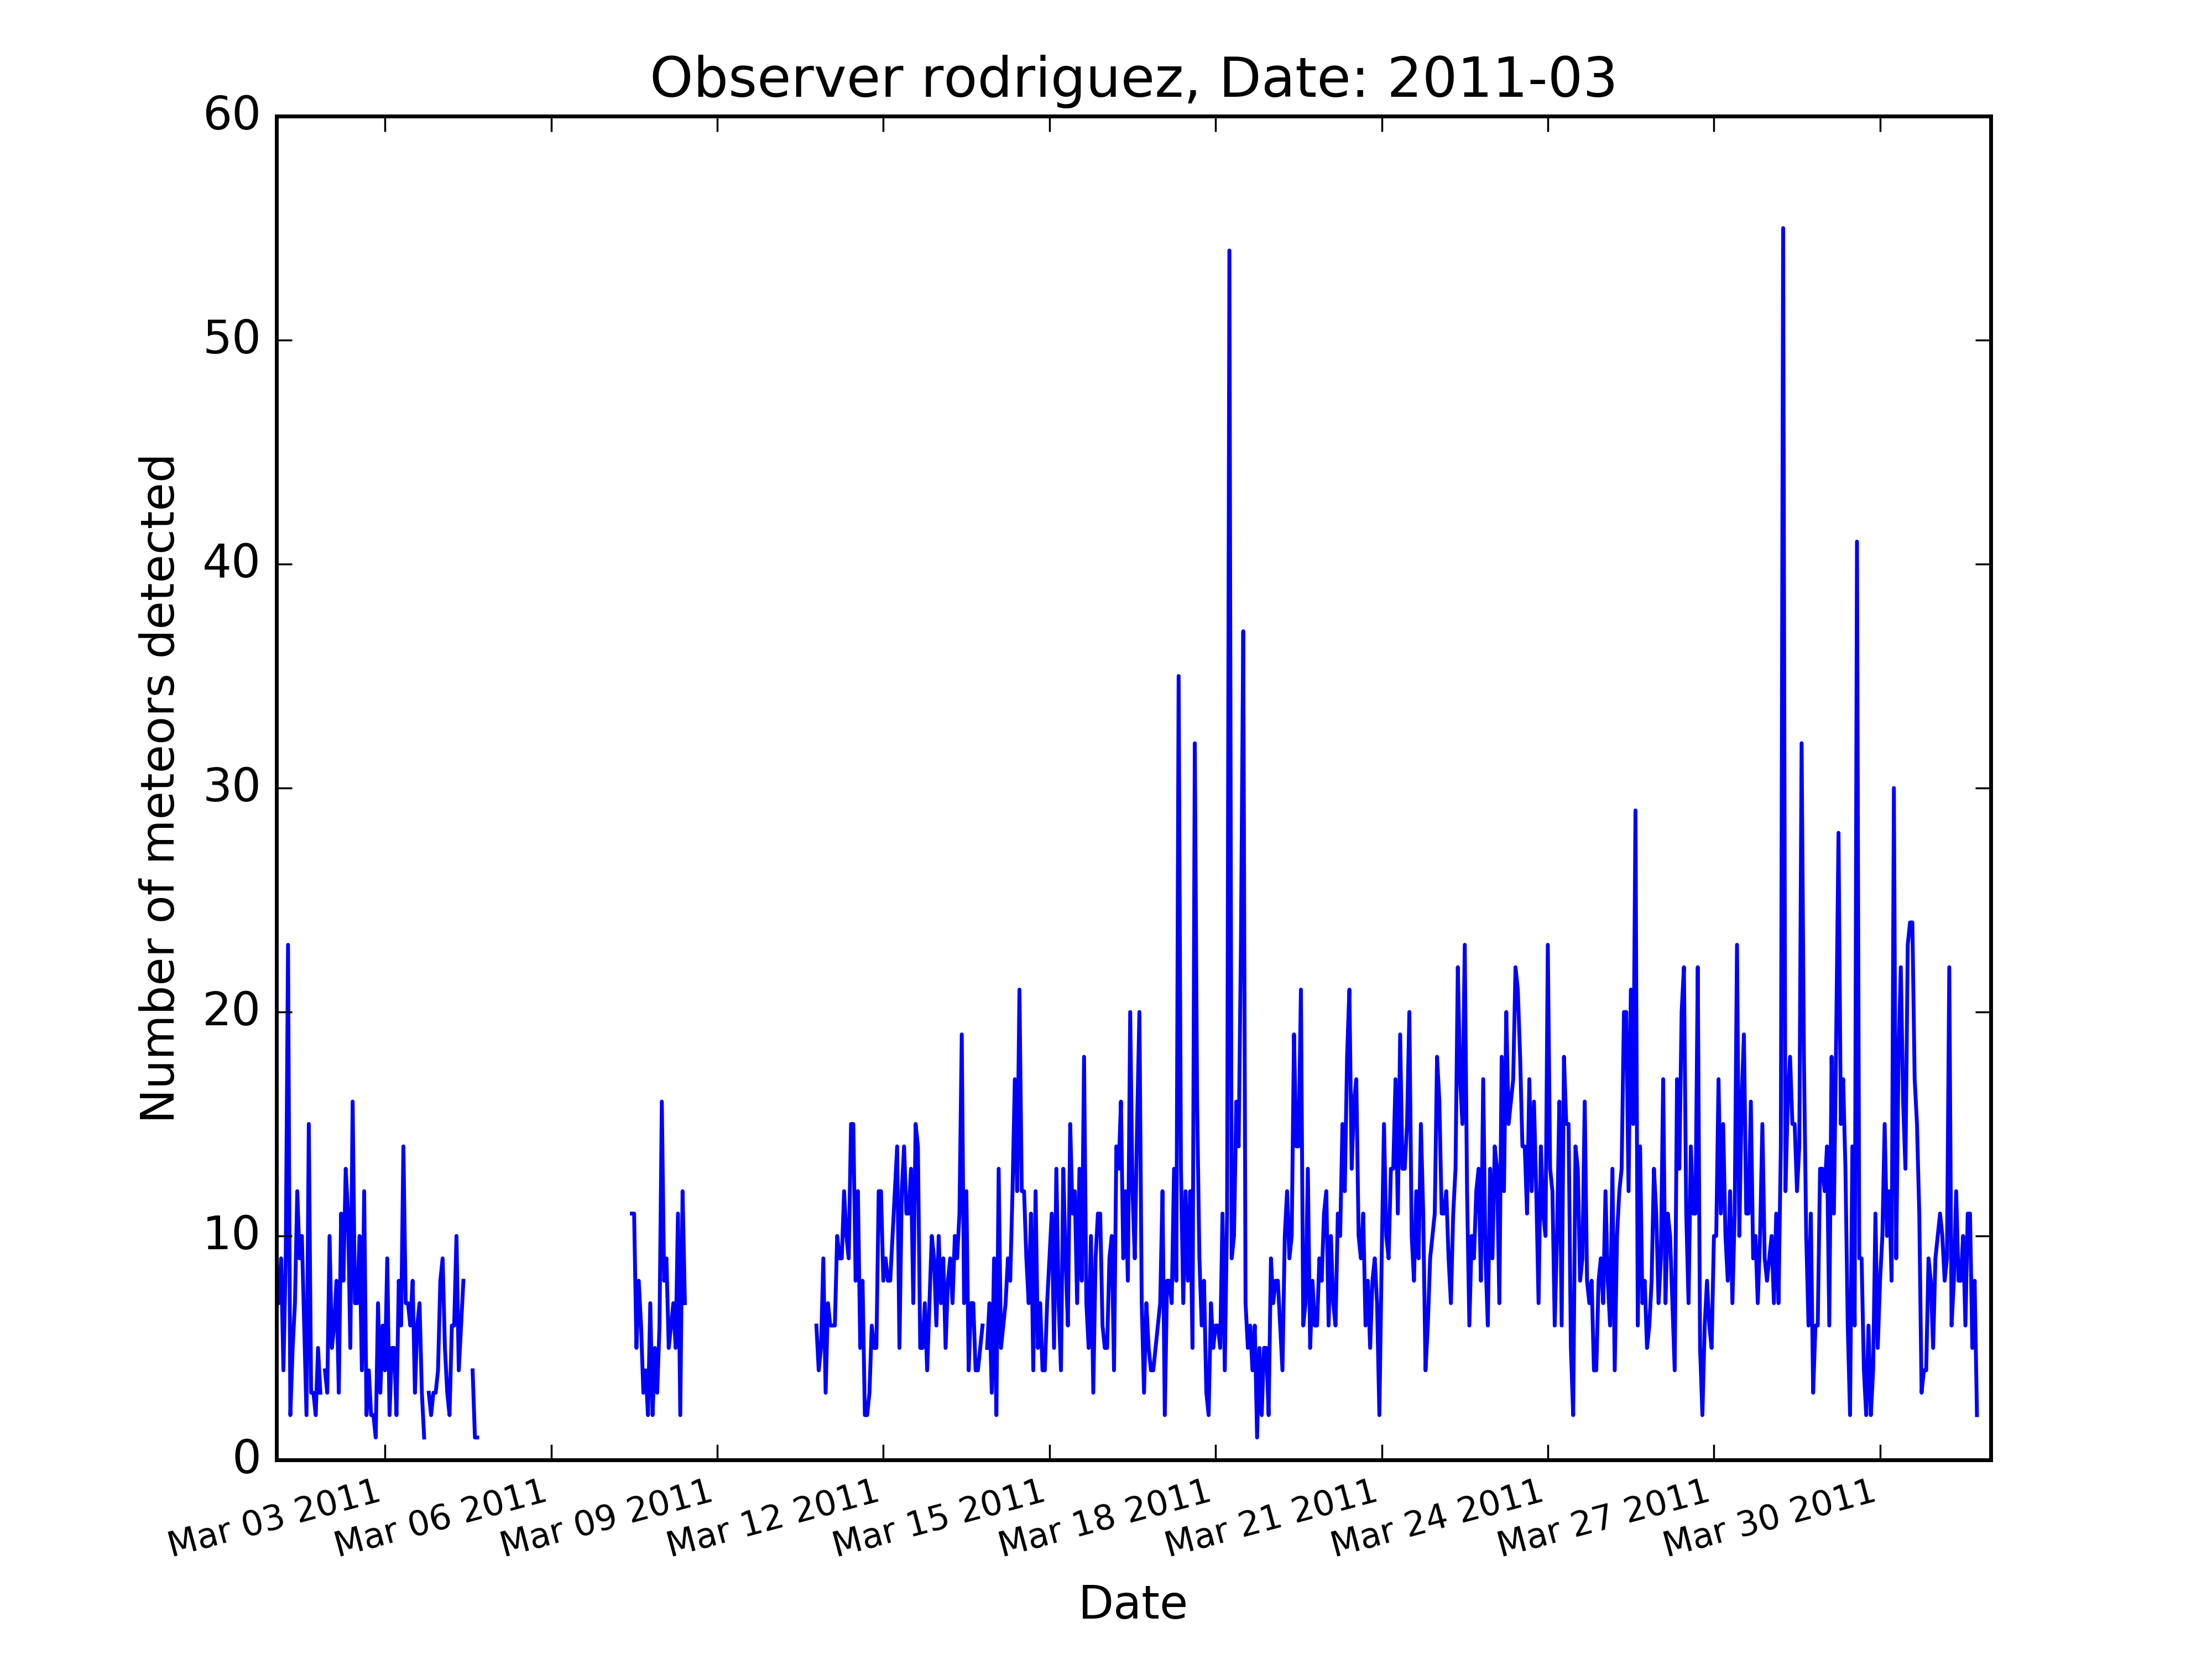 Observer rodriguez, Date: 2011-03
60
50
40
30
20
10
0
Number of meteors detected
Mar 03 2011
Mar 06 2011
Mar 09 2011
Mar 12 2011
Mar 15 2011
Mar 18 2011
Mar 21 2011
Mar 24 2011
Mar 27 2011
Mar 30 2011
Date